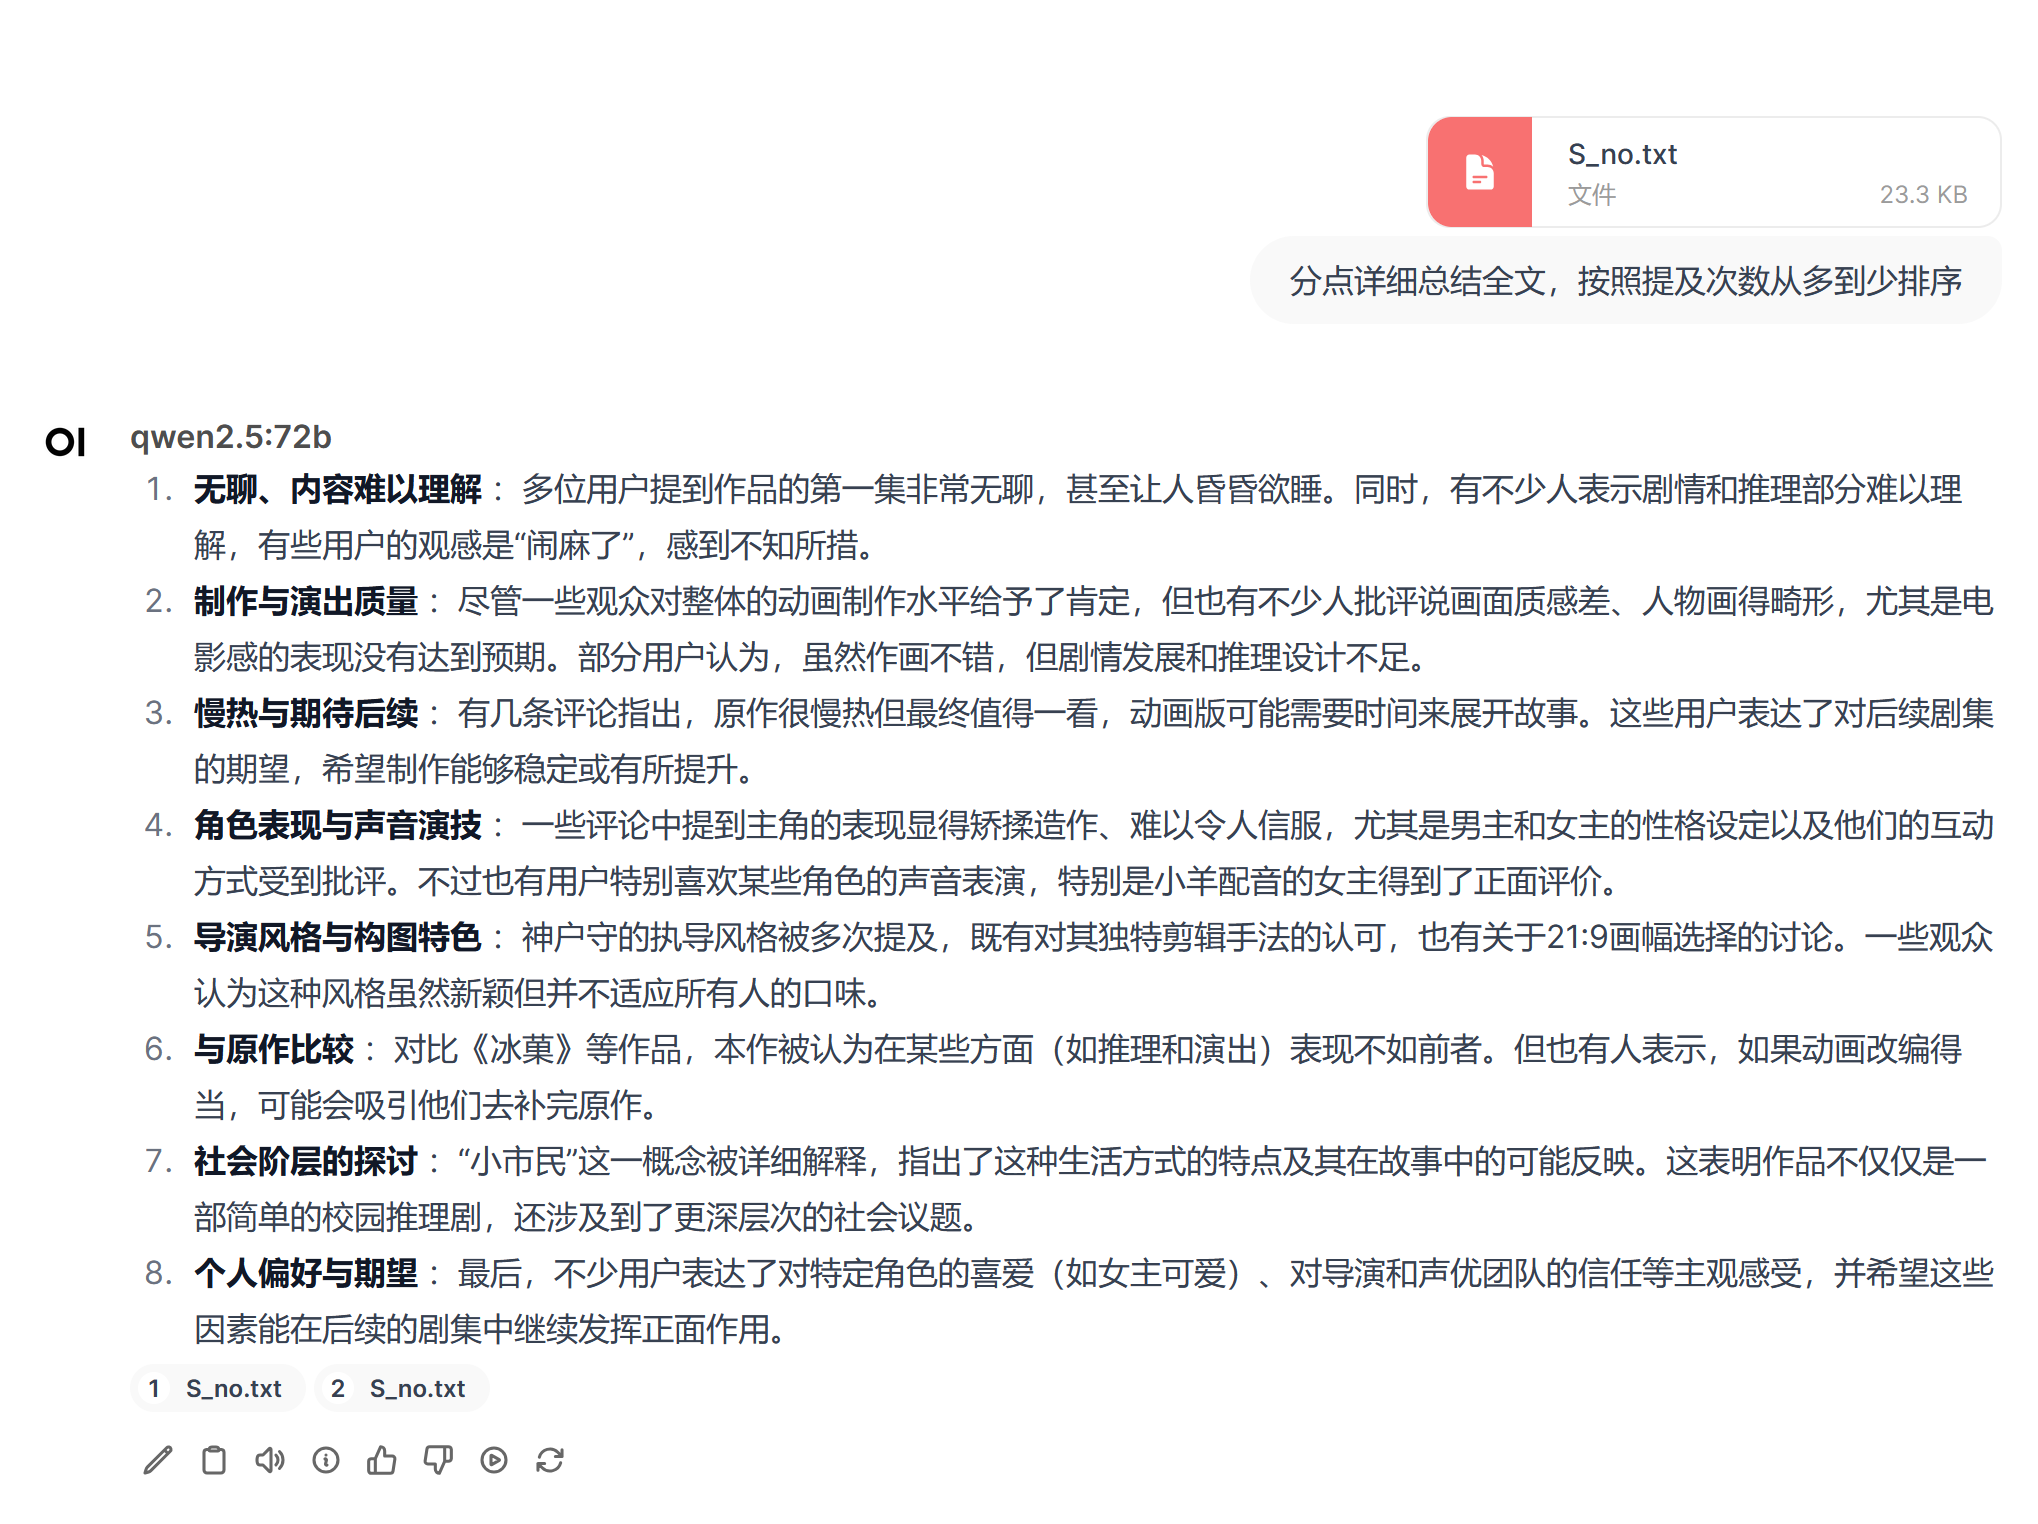 S_no.txt
文件 23.3 KB
分点详细总结全文，按照提及次数从多到少排序
OI qwen2.5:72b
1. 无聊、内容难以理解：多位用户提到作品的第一集非常无聊，甚至让人昏昏欲睡。同时，有不少人表示剧情和推理部分难以理
解，有些用户的观感是“闹麻了”，感到不知所措。
2. 制作与演出质量：尽管一些观众对整体的动画制作水平给予了肯定，但也有不少人批评说画面质感差、人物画得畸形，尤其是电
影感的表现没有达到预期。部分用户认为，虽然作画不错，但剧情发展和推理设计不足。
3. 慢热与期待后续：有几条评论指出，原作很慢热但最终值得一看，动画版可能需要时间来展开故事。这些用户表达了对后续剧集
的期望，希望制作能够稳定或有所提升。
4. 角色表现与声音演技：一些评论中提到主角的表现显得矫揉造作、难以令人信服，尤其是男主和女主的性格设定以及他们的互动
方式受到批评。不过也有用户特别喜欢某些角色的声音表演，特别是小羊配音的女主得到了正面评价。
5. 导演风格与构图特色：神户守的执导风格被多次提及，既有对其独特剪辑手法的认可，也有关于21:9画幅选择的讨论。一些观众
认为这种风格虽然新颖但并不适应所有人的口味。
6. 与原作比较：对比《冰菓》等作品，本作被认为在某些方面（如推理和演出）表现不如前者。但也有人表示，如果动画改编得
当，可能会吸引他们去补完原作。
7. 社会阶层的探讨：“小市民”这一概念被详细解释，指出了这种生活方式的特点及其在故事中的可能反映。这表明作品不仅仅是一
部简单的校园推理剧，还涉及到了更深层次的社会议题。
8. 个人偏好与期望：最后，不少用户表达了对特定角色的喜爱（如女主可爱）、对导演和声优团队的信任等主观感受，并希望这些
因素能在后续的剧集中继续发挥正面作用。
1 S_no.txt 2 S_no.txt